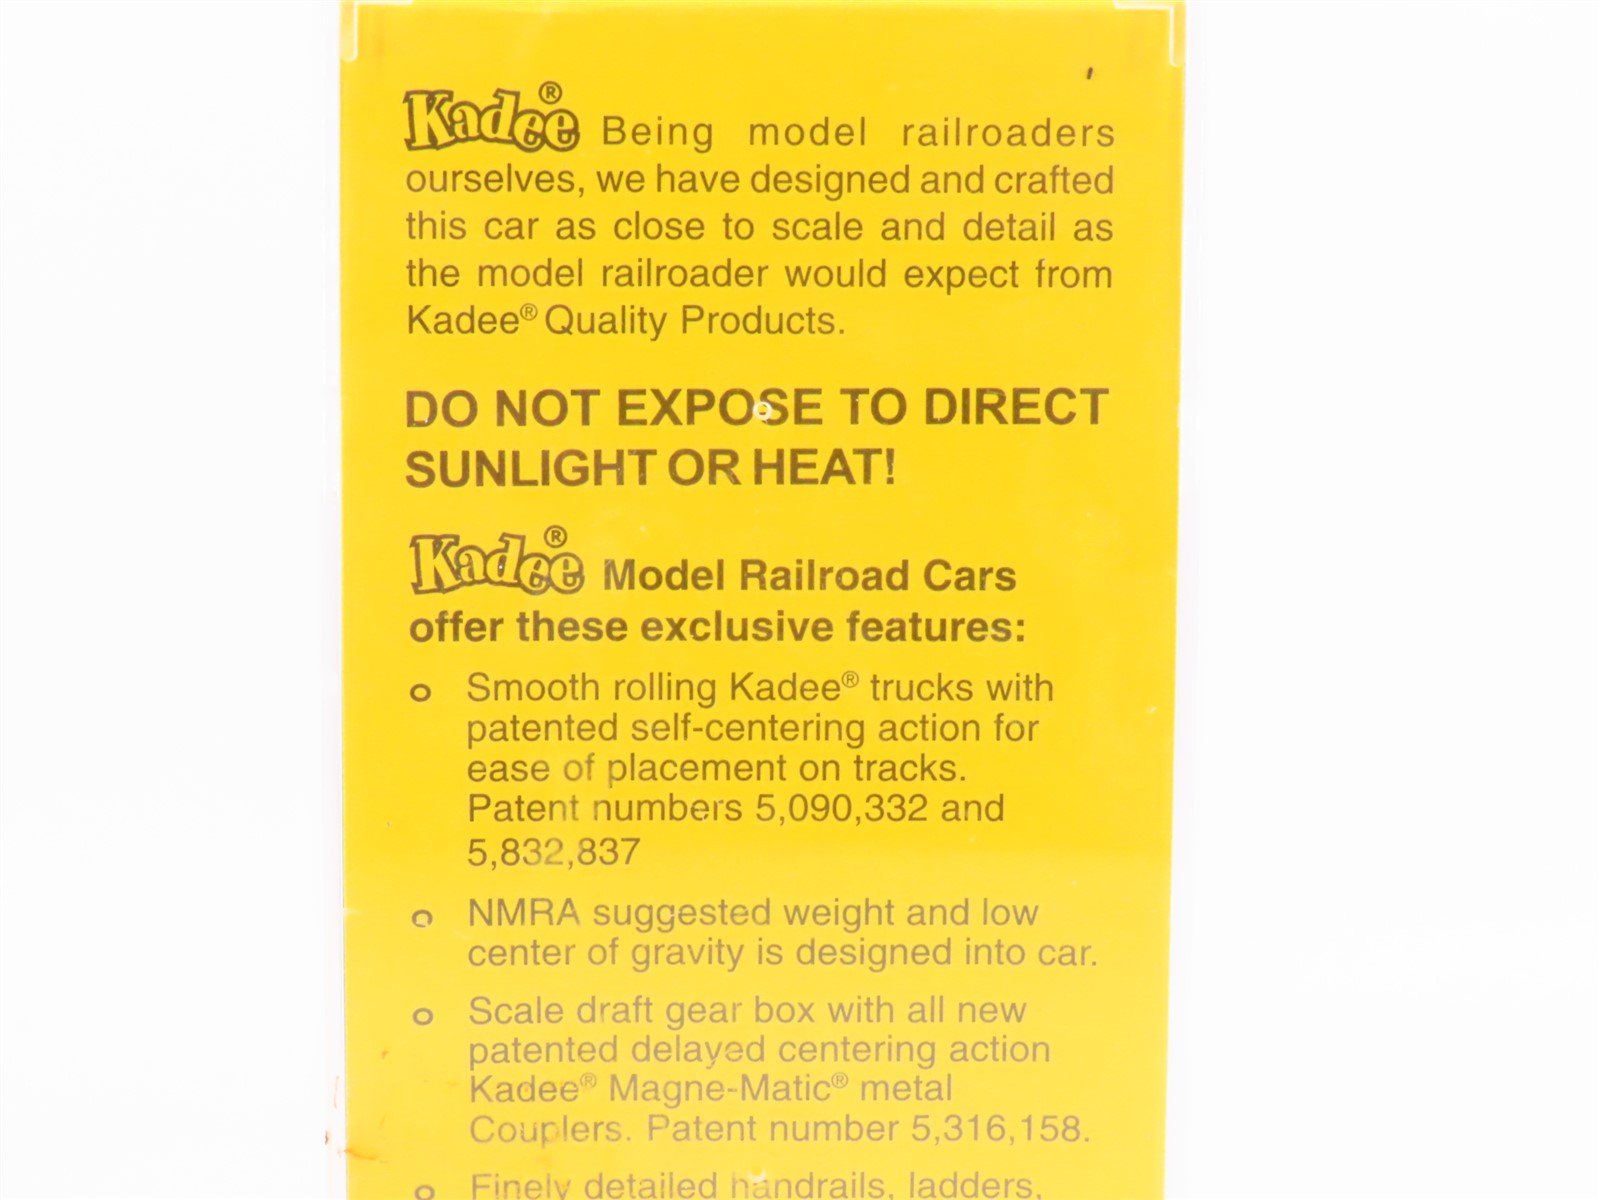 Kadee® Being model railroaders
ourselves, we have designed and crafted
this car as close to scale and detail as
the model railroader would expect from
Kadee® Quality Products.
DO NOT EXPOSE TO DIRECT
SUNLIGHT OR HEAT!
Kadee® Model Railroad Cars
offer these exclusive features:
o Smooth rolling Kadee® trucks with
patented self-centering action for
ease of placement on tracks.
Patent numbers 5,090,332 and
5,832,837
o NMRA suggested weight and low
center of gravity is designed into car.
o Scale draft gear box with all new
patented delayed centering action
Kadee® Magne-Matic® metal
Couplers. Patent number 5,316,158.
o Finely detailed handrails, ladders,